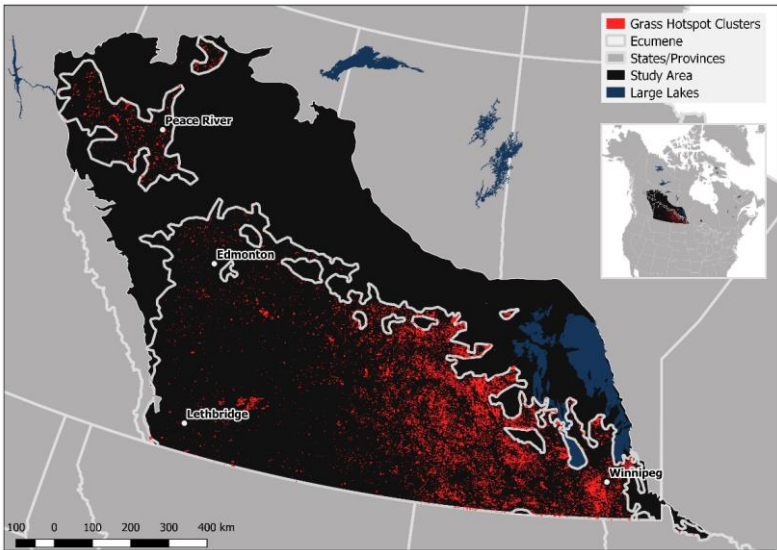 Grass Hotspot Clusters
Ecumene
States/Provinces
Study Area
Large Lakes
Peace River
Edmonton
Lethbridge
Winnipeg
100 0 100 200 300 400 km